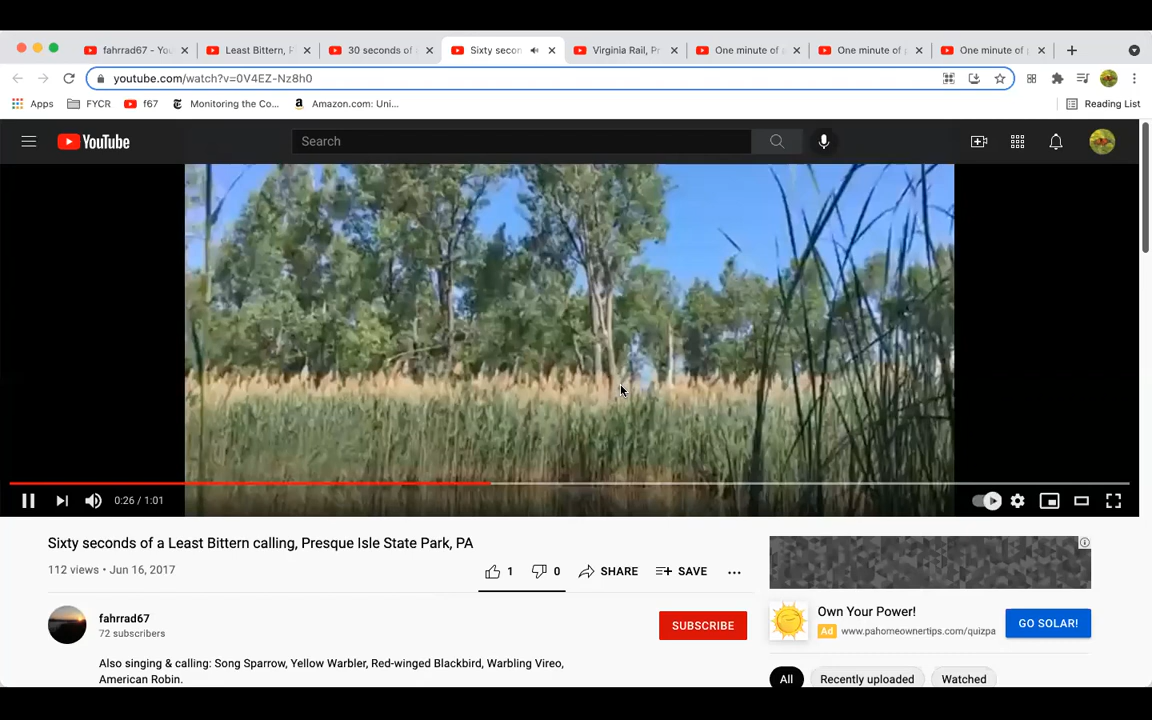 fahrrad67 - You
Least Bittern, P
30 seconds of
Sixty secon
Virginia Rail, Pr
One minute of
One minute of
One minute of
youtube.com/watch?v=0V4EZ-Nz8h0
Apps
FYCR
f67
Monitoring the Co...
Amazon.com: Uni...
Reading List
YouTube
Search
0:26 / 1:01
Sixty seconds of a Least Bittern calling, Presque Isle State Park, PA
112 views • Jun 16, 2017
1
0
SHARE
SAVE
fahrrad67
72 subscribers
SUBSCRIBE
Also singing & calling: Song Sparrow, Yellow Warbler, Red-winged Blackbird, Warbling Vireo,
American Robin.
Own Your Power!
Ad www.pahomeownertips.com/quizpa
GO SOLAR!
All
Recently uploaded
Watched